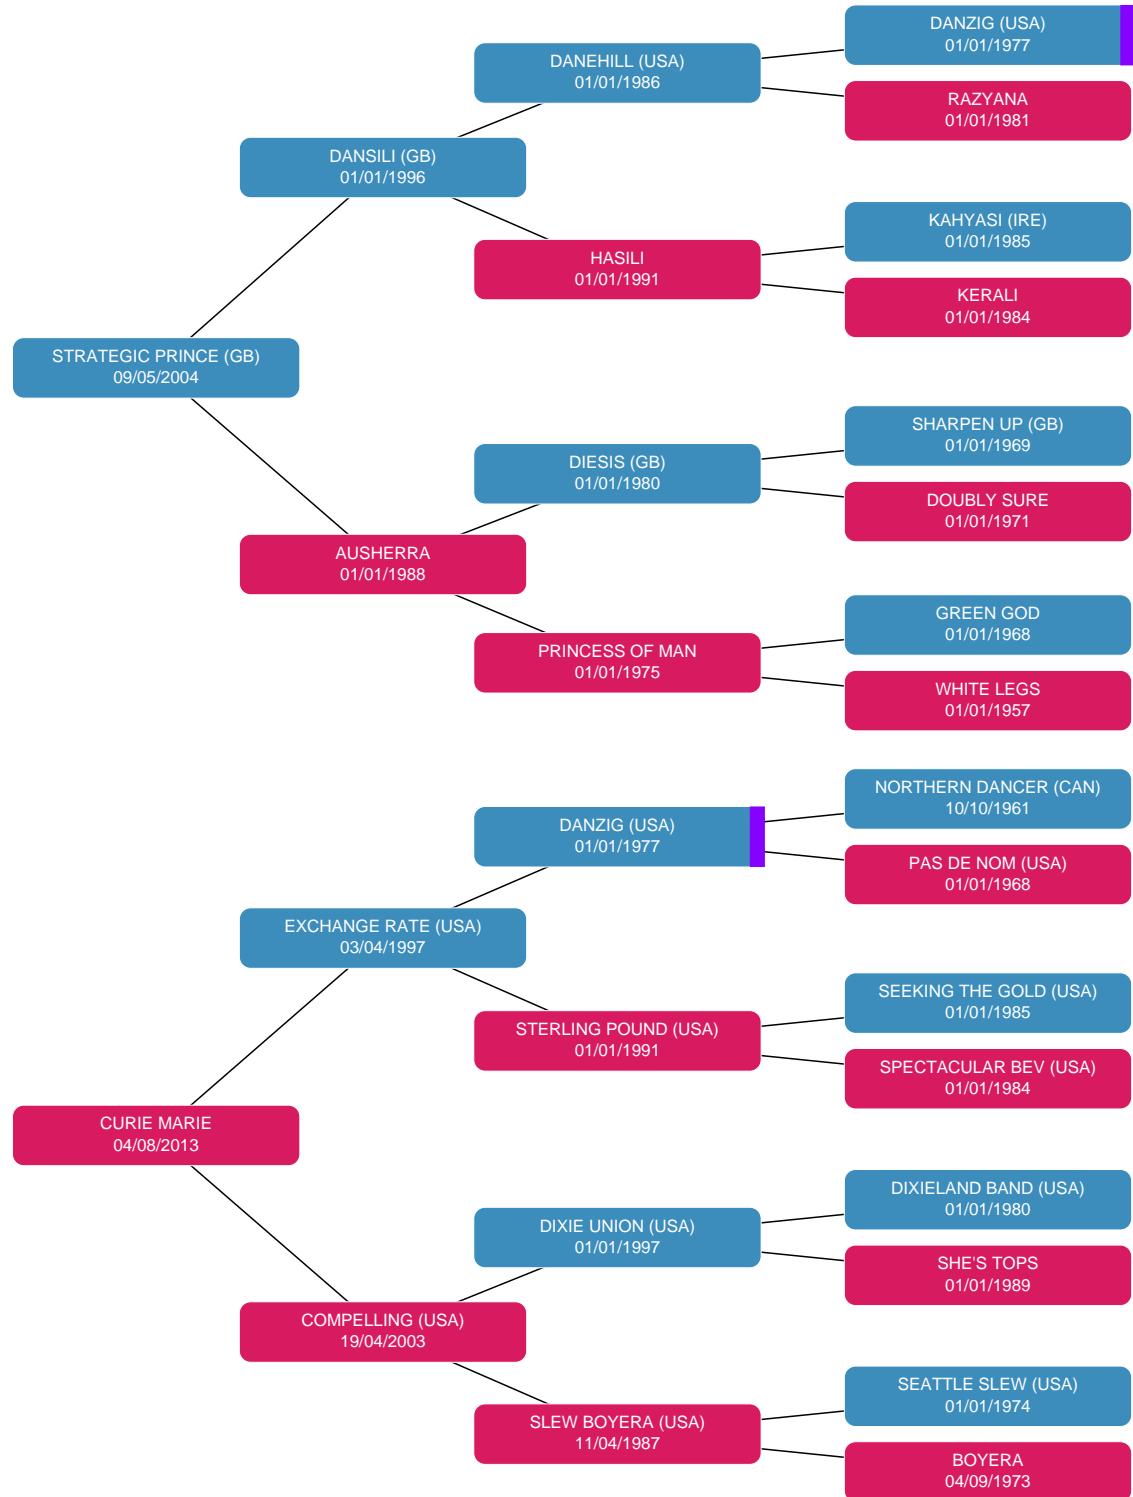 DANZIG (USA)
01/01/1977
DANEHILL (USA)
01/01/1986
RAZYANA
01/01/1981
DANSILI (GB)
01/01/1996
KAHYASI (IRE)
01/01/1985
HASILI
01/01/1991
KERALI
01/01/1984
STRATEGIC PRINCE (GB)
09/05/2004
SHARPEN UP (GB)
01/01/1969
DIESIS (GB)
01/01/1980
DOUBLY SURE
01/01/1971
AUSHERRA
01/01/1988
GREEN GOD
01/01/1968
PRINCESS OF MAN
01/01/1975
WHITE LEGS
01/01/1957
NORTHERN DANCER (CAN)
10/10/1961
DANZIG (USA)
01/01/1977
PAS DE NOM (USA)
01/01/1968
EXCHANGE RATE (USA)
03/04/1997
SEEKING THE GOLD (USA)
01/01/1985
STERLING POUND (USA)
01/01/1991
SPECTACULAR BEV (USA)
01/01/1984
CURIE MARIE
04/08/2013
DIXIELAND BAND (USA)
01/01/1980
DIXIE UNION (USA)
01/01/1997
SHE'S TOPS
01/01/1989
COMPELLING (USA)
19/04/2003
SEATTLE SLEW (USA)
01/01/1974
SLEW BOYERA (USA)
11/04/1987
BOYERA
04/09/1973